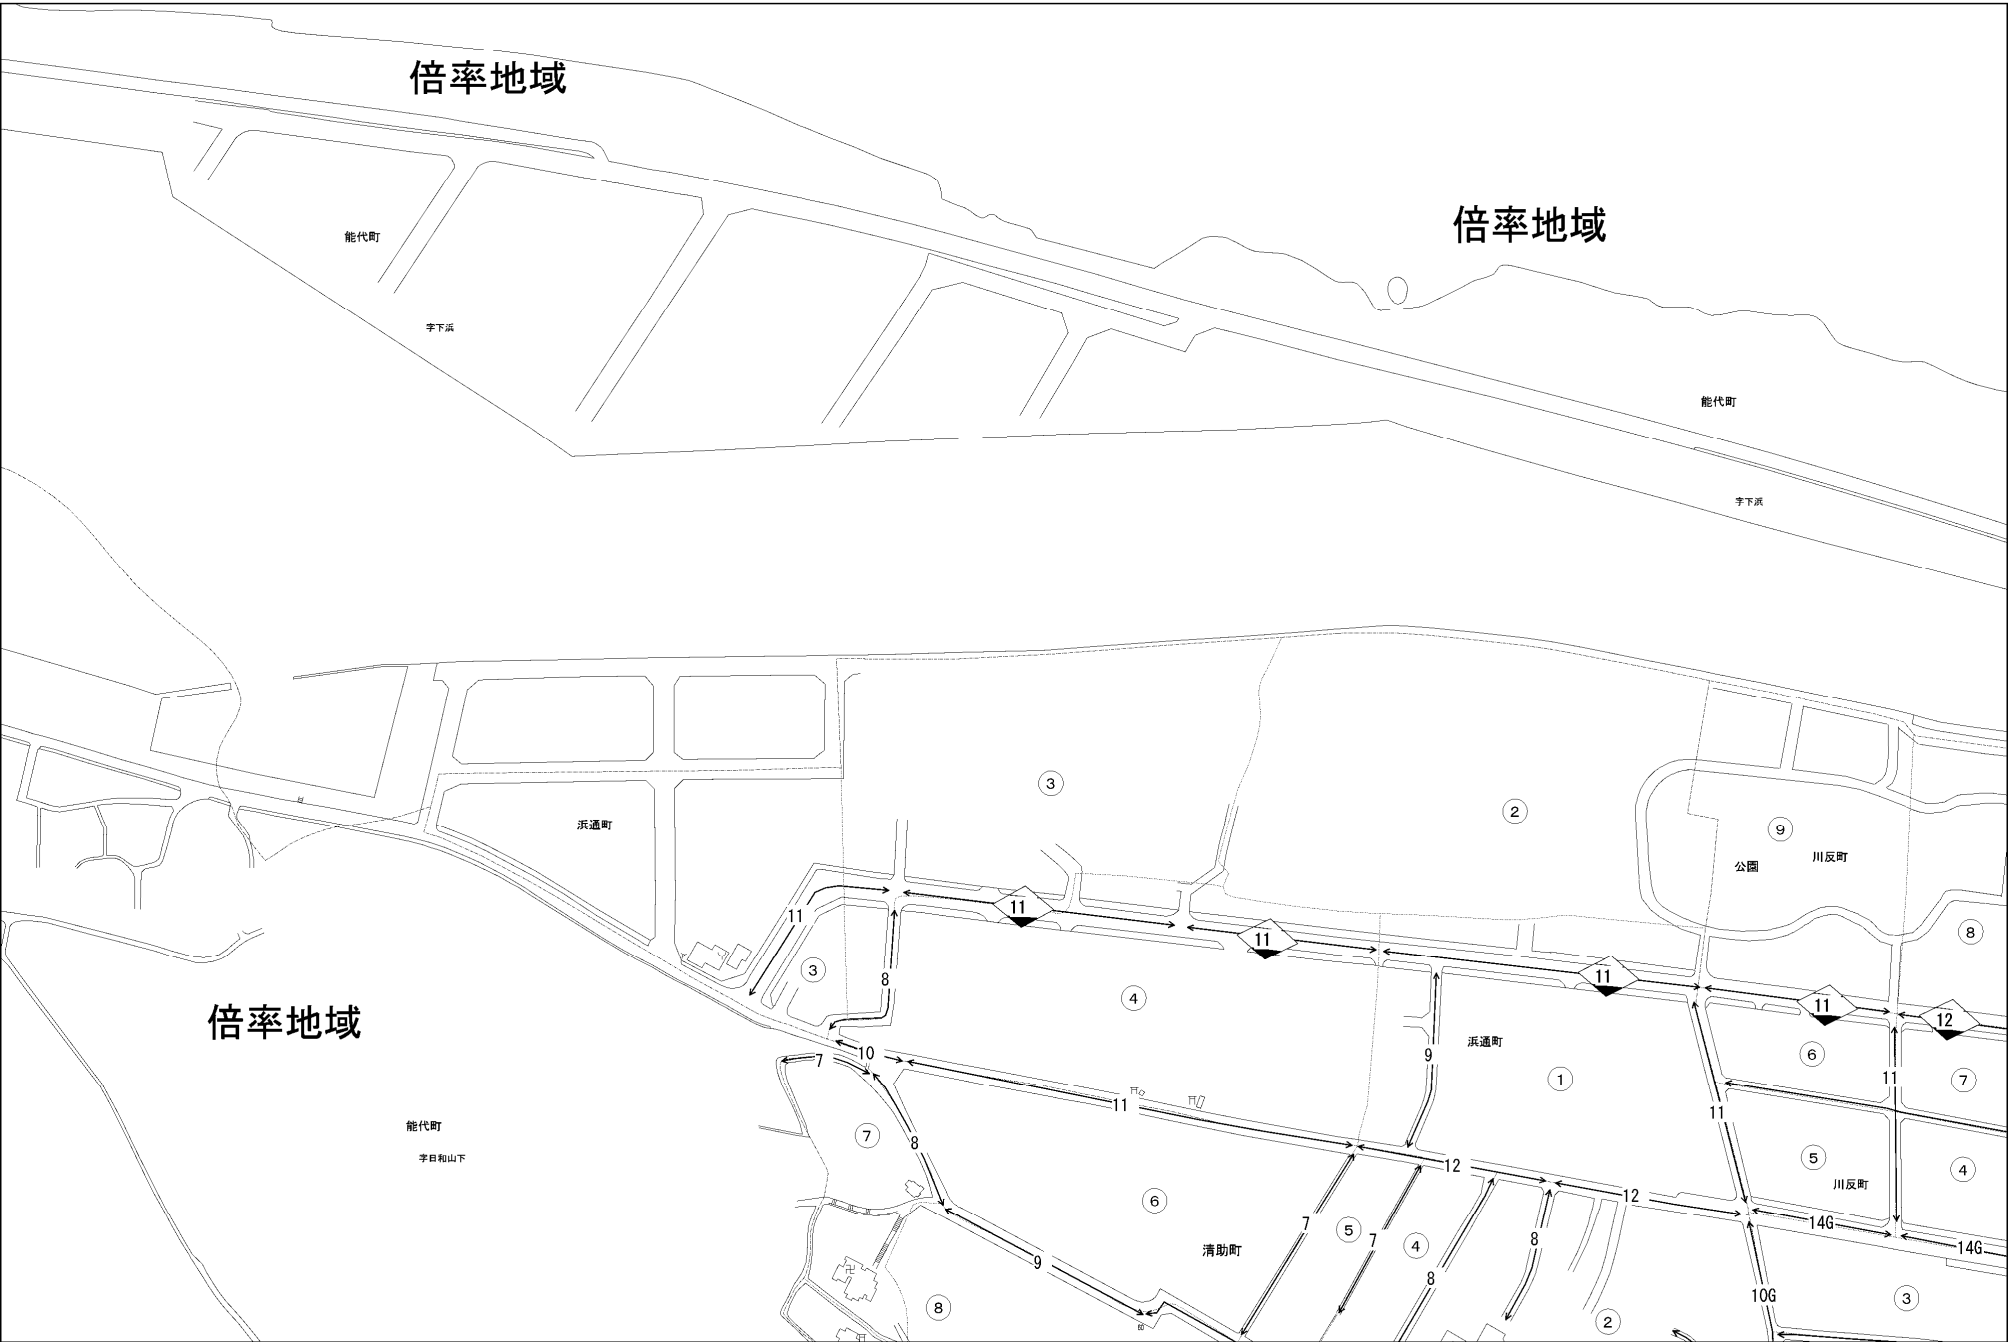 倍率地域
倍率地域
能代町
字下浜
能代町
字下浜
③
②
浜通町
⑨
公園
川反町
11
11
11
⑧
③
8
④
11
11
12
倍率地域
浜通町
10
7
9
①
⑥
11
⑦
11
11
能代町
⑦
8
字日和山下
12
⑤
④
川反町
12
⑥
7
⑤
7
④
8
14G
14G
清助町
9
8
10G
③
⑧
②